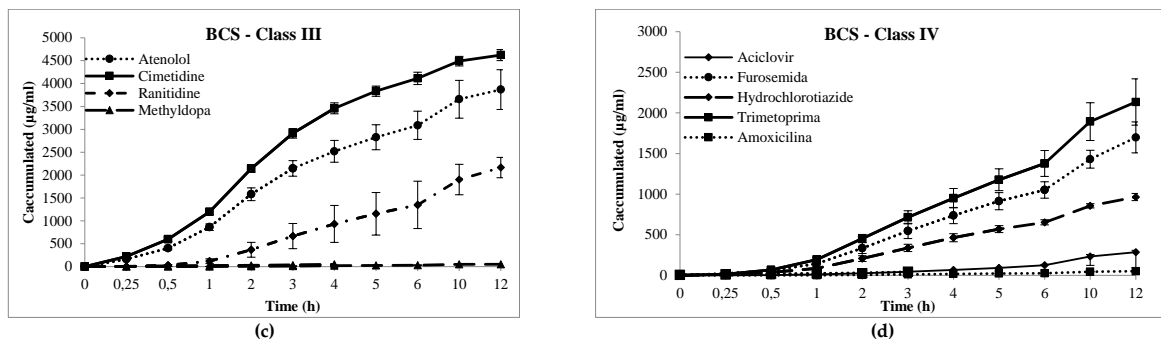 BCS - Class III
Atenolol
Cimetidine
Ranitidine
Methyldopa
Caccumulated (µg/ml)
5000
4500
4000
3500
3000
2500
2000
1500
1000
500
0
0 0,25 0,5 1 2 3 4 5 6 10 12
Time (h)
(c)
BCS - Class IV
Aciclovir
Furosemida
Hydrochlorotiazide
Trimetoprima
Amoxicilina
Caccumulated (µg/ml)
3000
2500
2000
1500
1000
500
0
0 0,25 0,5 1 2 3 4 5 6 10 12
Time (h)
(d)